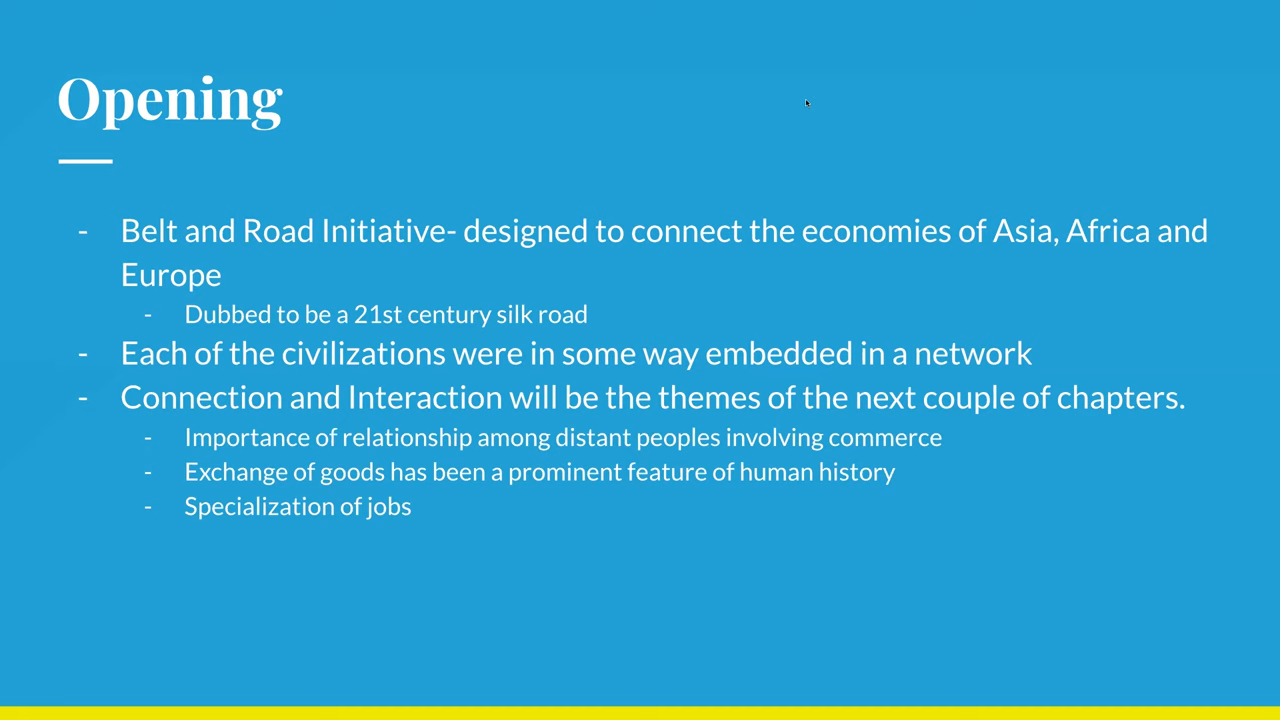 Opening
- Belt and Road Initiative- designed to connect the economies of Asia, Africa and
Europe
- Dubbed to be a 21st century silk road
- Each of the civilizations were in some way embedded in a network
- Connection and Interaction will be the themes of the next couple of chapters.
- Importance of relationship among distant peoples involving commerce
- Exchange of goods has been a prominent feature of human history
- Specialization of jobs